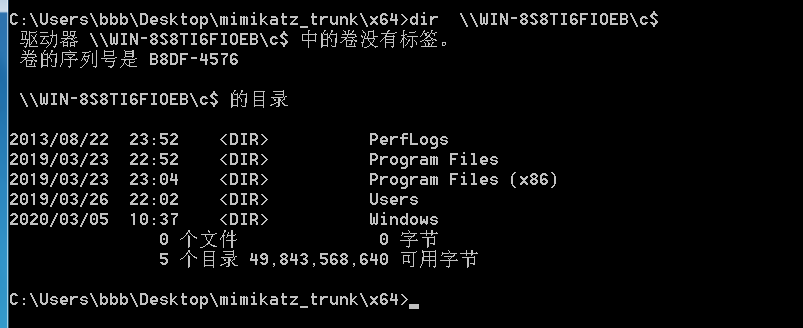 C:\Users\bbb\Desktop\mimikatz_trunk\x64>dir  \\WIN-8S8TI6FIOEB\c$
驱动器 \\WIN-8S8TI6FIOEB\c$ 中的卷没有标签。
卷的序列号是 B8DF-4576
\\WIN-8S8TI6FIOEB\c$ 的目录
2013/08/22  23:52    <DIR>          PerfLogs
2019/03/23  22:52    <DIR>          Program Files
2019/03/23  23:04    <DIR>          Program Files (x86)
2019/03/26  22:02    <DIR>          Users
2020/03/05  10:37    <DIR>          Windows
0 个文件              0 字节
5 个目录 49,843,568,640 可用字节
C:\Users\bbb\Desktop\mimikatz_trunk\x64>_